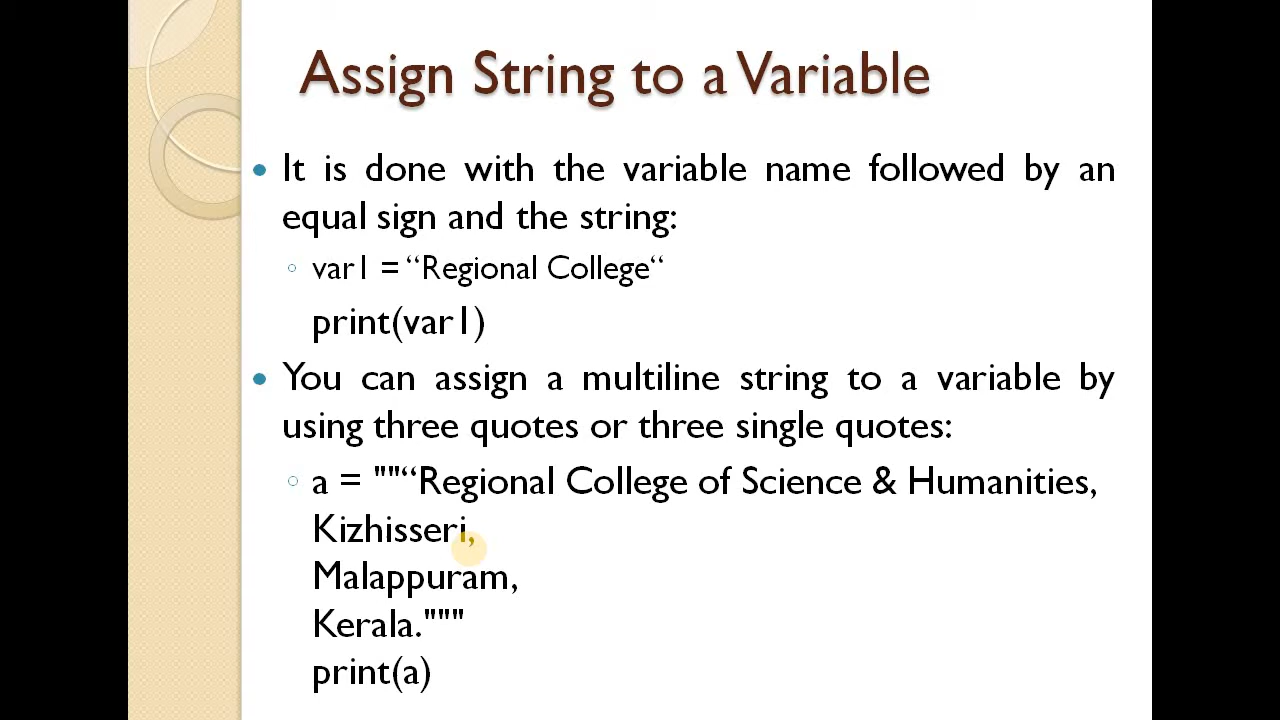 Assign String to a Variable
• It is done with the variable name followed by an
equal sign and the string:
◦ var1 = “Regional College“
print(var1)
• You can assign a multiline string to a variable by
using three quotes or three single quotes:
◦ a = ""“Regional College of Science & Humanities,
Kizhisseri,
Malappuram,
Kerala."""
print(a)